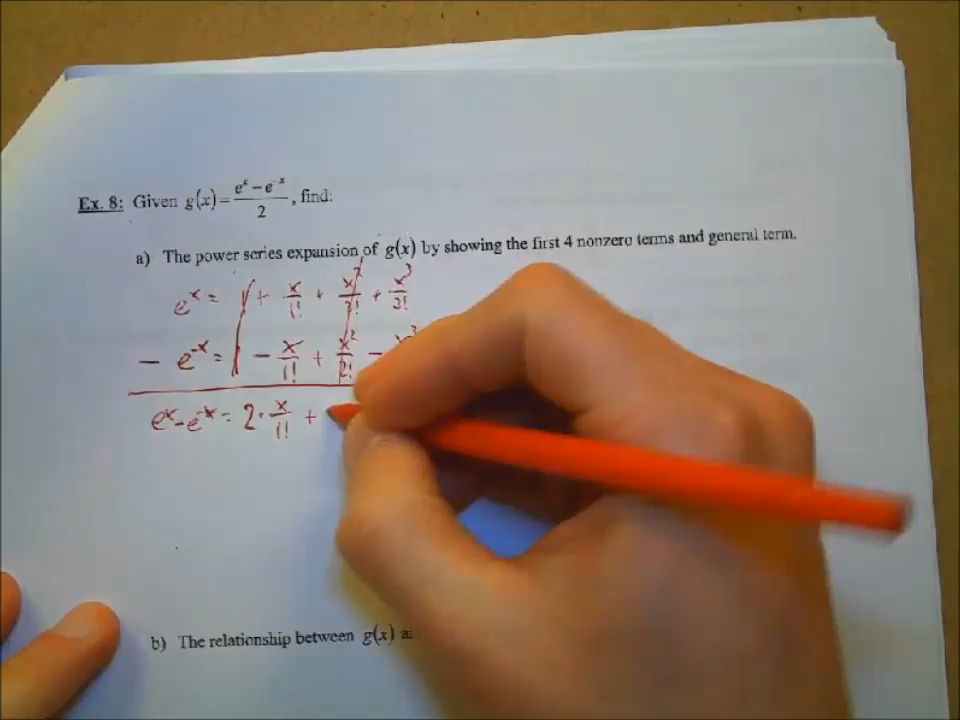 Ex. 8: Given g(x) = (e^x − e^-x)/2, find:
a) The power series expansion of g(x) by showing the first 4 nonzero terms and general term.
e^x = 1 + x/1! + x^2/2! + x^3/3!
− e^-x = 1 − x/1! + x^2/2! −
e^x − e^-x = 2 · x/1! +
b) The relationship between g(x)